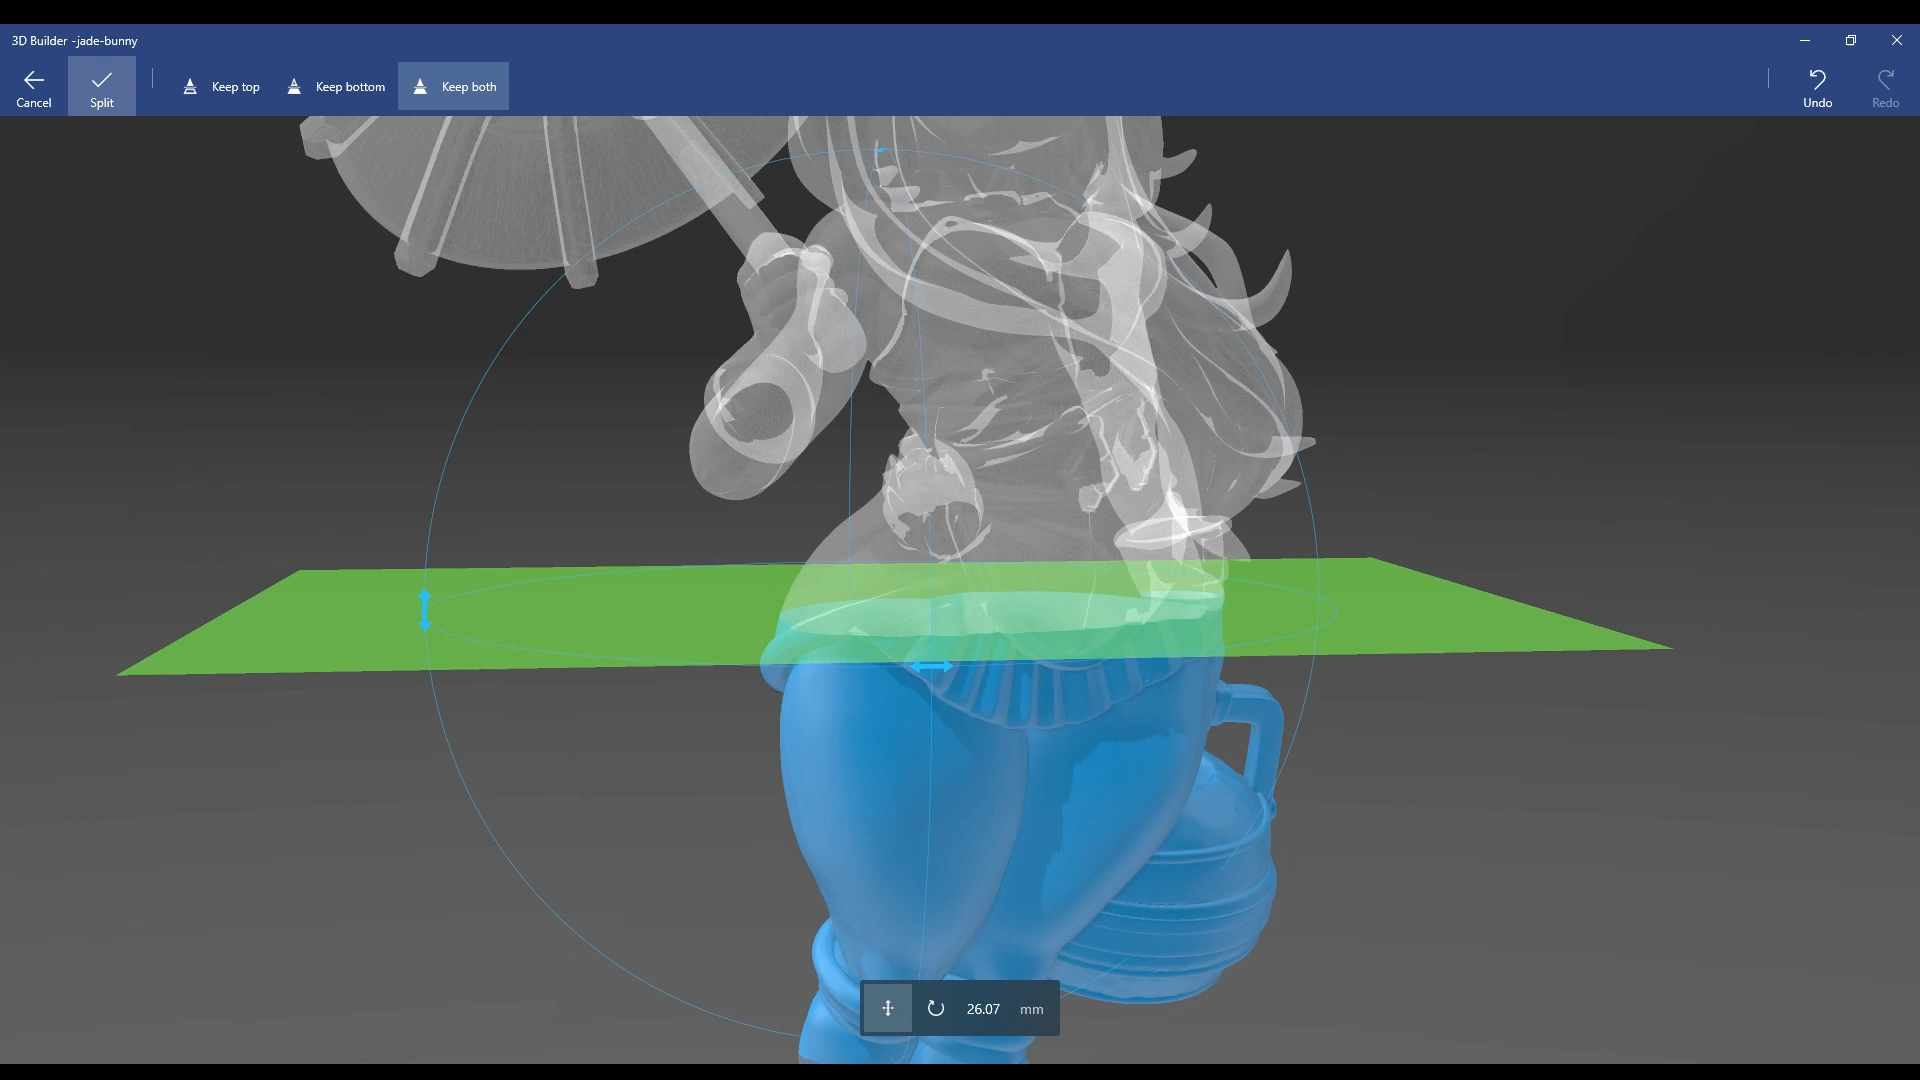 3D Builder -jade-bunny
Cancel
Split
Keep top
Keep bottom
Keep both
Undo
Redo
26.07 mm